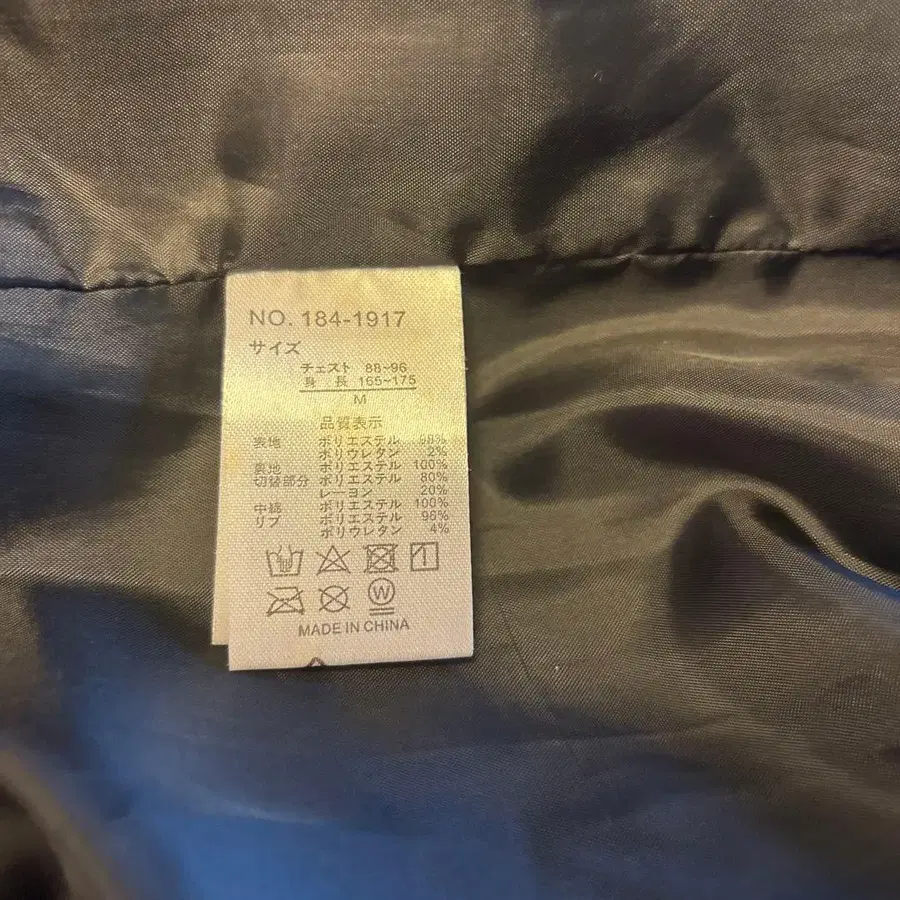 NO. 184-1917
サイズ
チェスト 88~96
身 長 165~175
M
品質表示
表地 ポリエステル 98%
ポリウレタン 2%
裏地 ポリエステル 100%
切替部分 ポリエステル 80%
レーヨン 20%
中綿 ポリエステル 100%
リブ ポリエステル 96%
ポリウレタン 4%
W
MADE IN CHINA